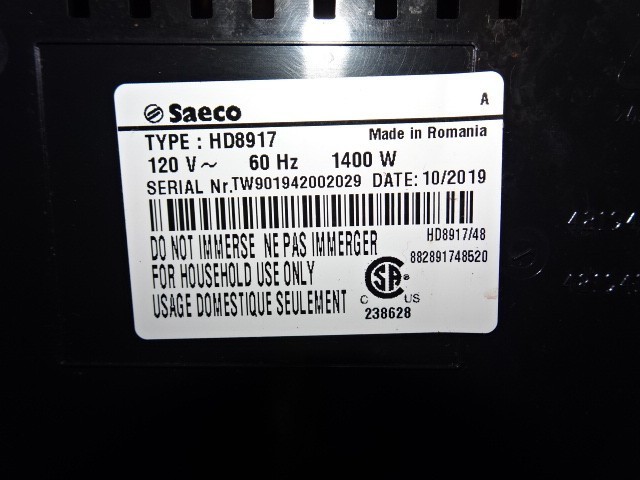 Saeco
A
TYPE : HD8917
Made in Romania
120 V~ 60 Hz 1400 W
SERIAL Nr. TW901942002029 DATE: 10/2019
DO NOT IMMERSE NE PAS IMMERGER
HD8917/48
FOR HOUSEHOLD USE ONLY
882891748520
USAGE DOMESTIQUE SEULEMENT
SA ®
C US
238628